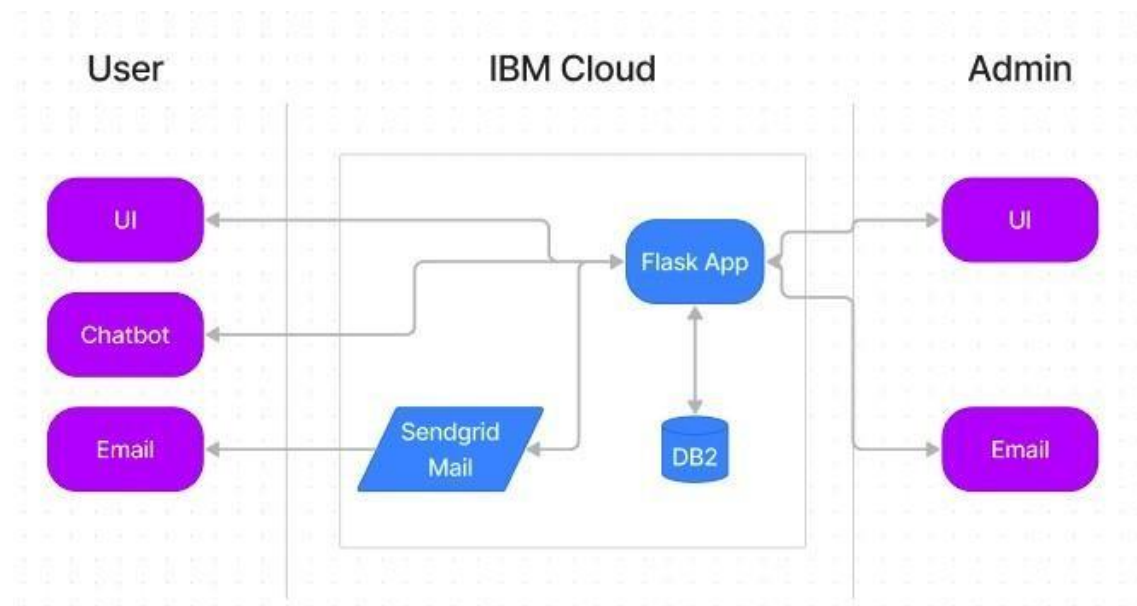 User
IBM Cloud
Admin
UI
Flask App
UI
Chatbot
Email
Sendgrid
Mail
DB2
Email